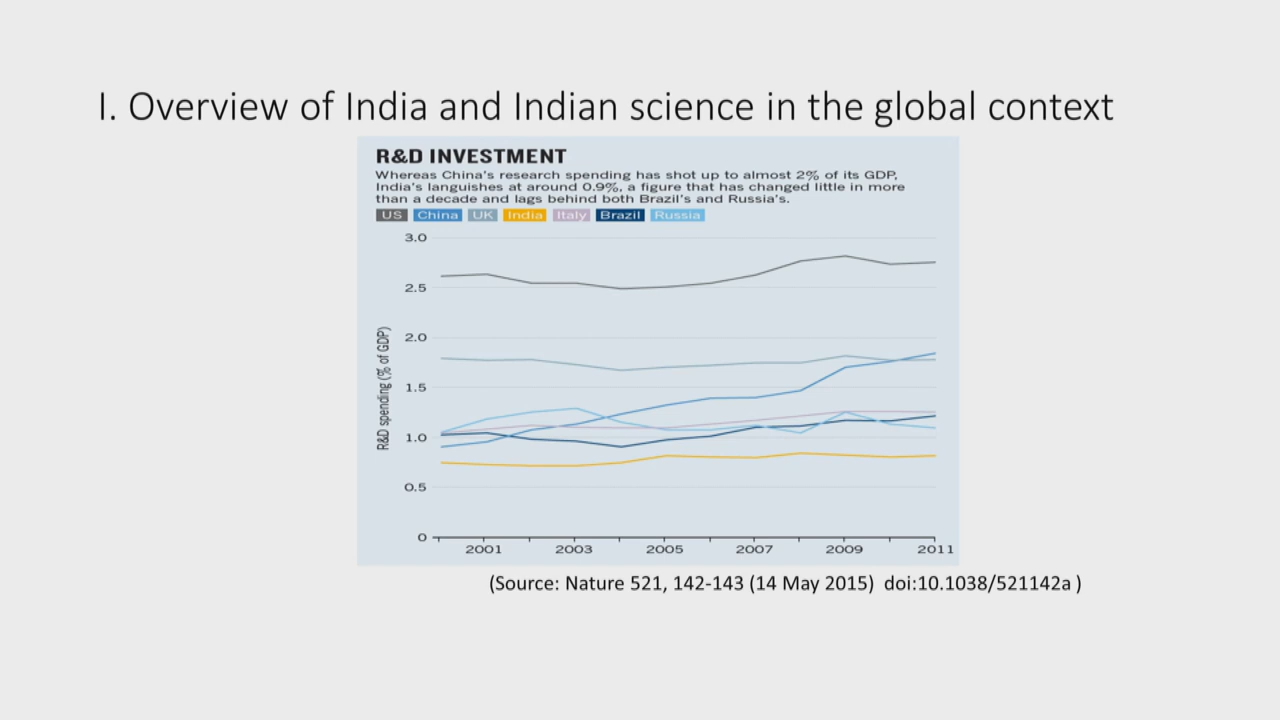 I. Overview of India and Indian science in the global context
R&D INVESTMENT
Whereas China's research spending has shot up to almost 2% of its GDP,
India's languishes at around 0.9%, a figure that has changed little in more
than a decade and lags behind both Brazil's and Russia's.
US China UK India Italy Brazil Russia
R&D spending (% of GDP)
3.0
2.5
2.0
1.5
1.0
0.5
0
2001 2003 2005 2007 2009 2011
(Source: Nature 521, 142-143 (14 May 2015) doi:10.1038/521142a )